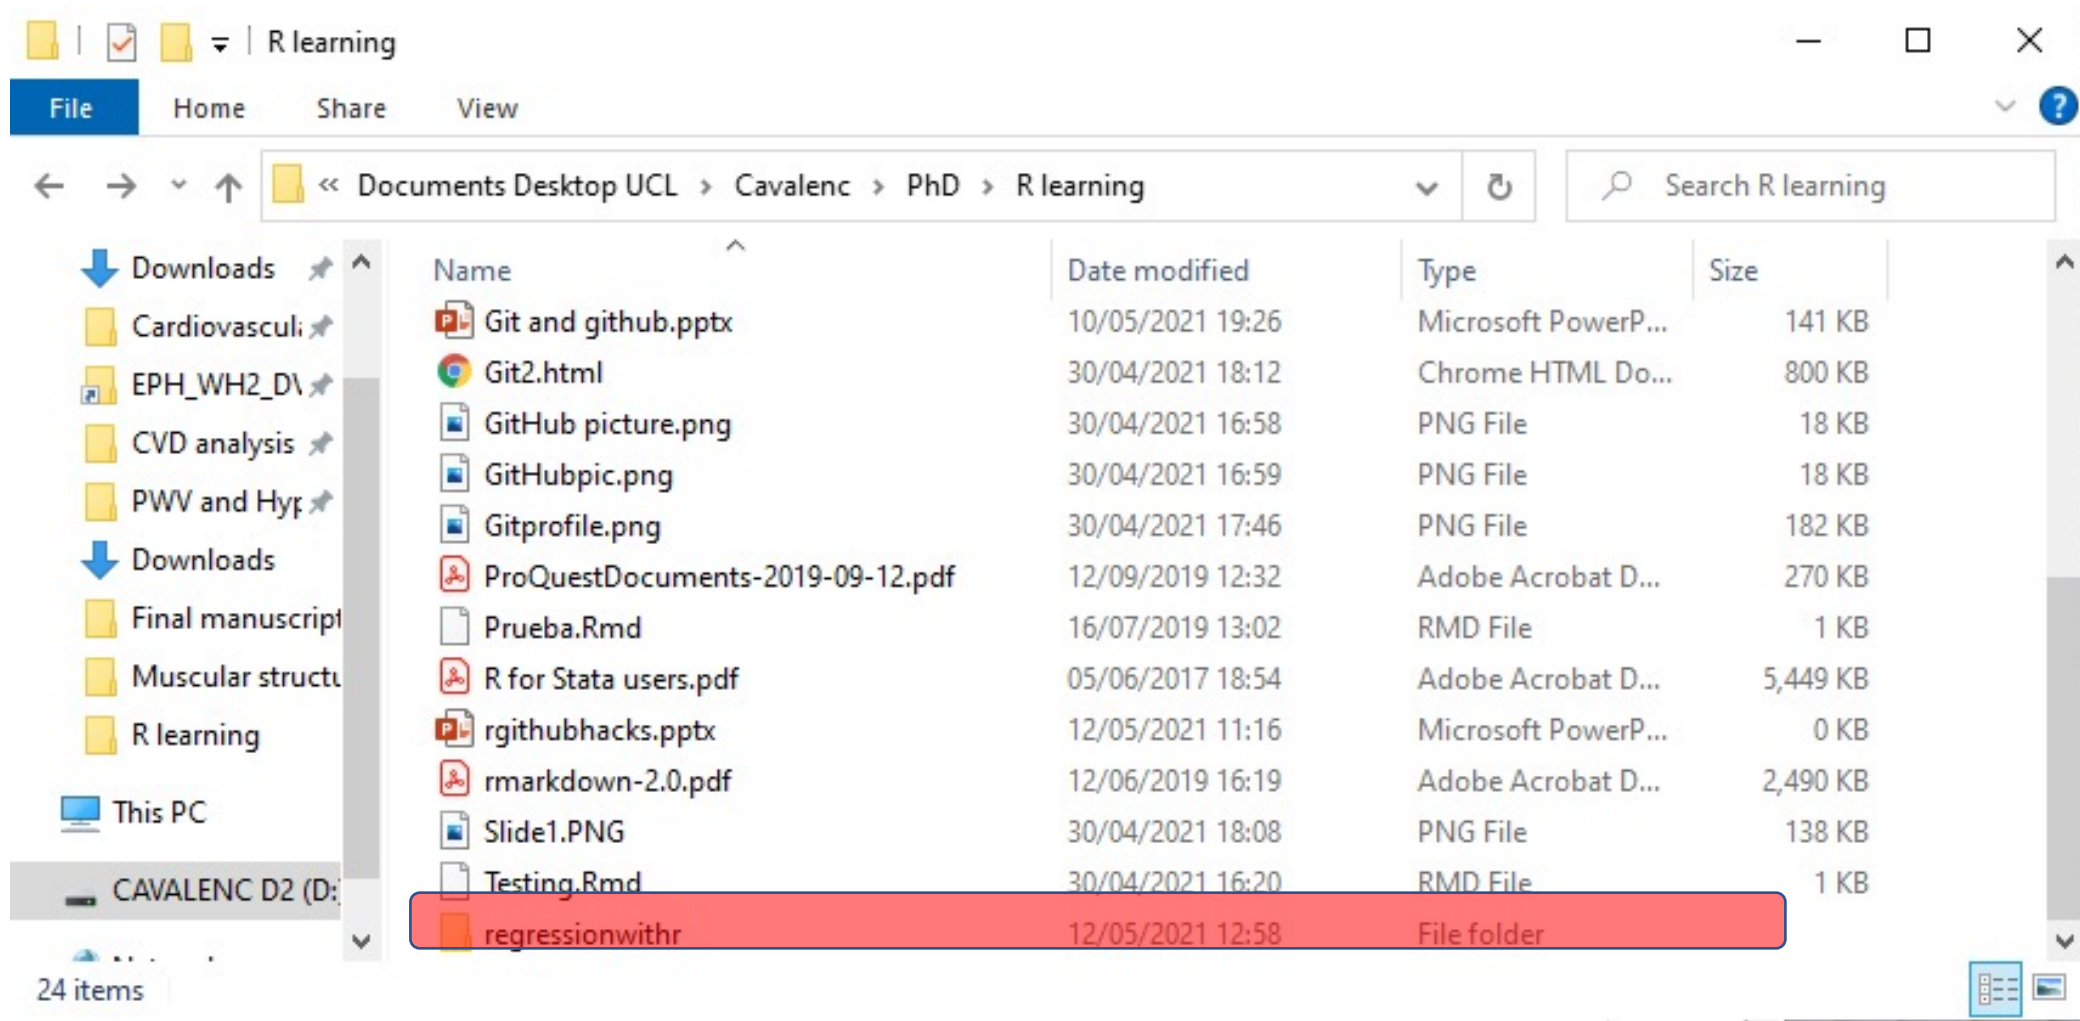 R learning
File Home Share View
« Documents Desktop UCL > Cavalenc > PhD > R learning Search R learning
Downloads
Cardiovascula
EPH_WH2_D\
CVD analysis
PWV and Hyp
Downloads
Final manuscript
Muscular structu
R learning
This PC
CAVALENC D2 (D:)
Name Date modified Type Size
Git and github.pptx 10/05/2021 19:26 Microsoft PowerP... 141 KB
Git2.html 30/04/2021 18:12 Chrome HTML Do... 800 KB
GitHub picture.png 30/04/2021 16:58 PNG File 18 KB
GitHubpic.png 30/04/2021 16:59 PNG File 18 KB
Gitprofile.png 30/04/2021 17:46 PNG File 182 KB
ProQuestDocuments-2019-09-12.pdf 12/09/2019 12:32 Adobe Acrobat D... 270 KB
Prueba.Rmd 16/07/2019 13:02 RMD File 1 KB
R for Stata users.pdf 05/06/2017 18:54 Adobe Acrobat D... 5,449 KB
rgithubhacks.pptx 12/05/2021 11:16 Microsoft PowerP... 0 KB
rmarkdown-2.0.pdf 12/06/2019 16:19 Adobe Acrobat D... 2,490 KB
Slide1.PNG 30/04/2021 18:08 PNG File 138 KB
Testing.Rmd 30/04/2021 16:20 RMD File 1 KB
regressionwithr 12/05/2021 12:58 File folder
24 items